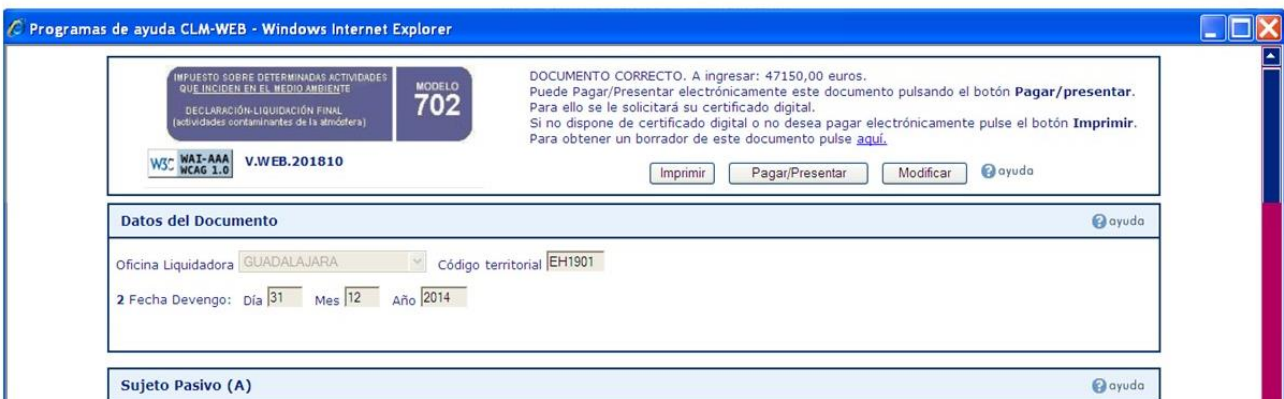 Programas de ayuda CLM-WEB - Windows Internet Explorer
IMPUESTO SOBRE DETERMINADAS ACTIVIDADES
QUE INCIDEN EN EL MEDIO AMBIENTE
DECLARACIÓN-LIQUIDACIÓN FINAL
(actividades contaminantes de la atmósfera)
MODELO
702
W3C WAI-AAA
WCAG 1.0
V.WEB.201810
DOCUMENTO CORRECTO. A ingresar: 47150,00 euros.
Puede Pagar/Presentar electrónicamente este documento pulsando el botón Pagar/presentar.
Para ello se le solicitará su certificado digital.
Si no dispone de certificado digital o no desea pagar electrónicamente pulse el botón Imprimir.
Para obtener un borrador de este documento pulse aquí.
Imprimir Pagar/Presentar Modificar ayuda
Datos del Documento ayuda
Oficina Liquidadora GUADALAJARA Código territorial EH1901
2 Fecha Devengo: Día 31 Mes 12 Año 2014
Sujeto Pasivo (A) ayuda